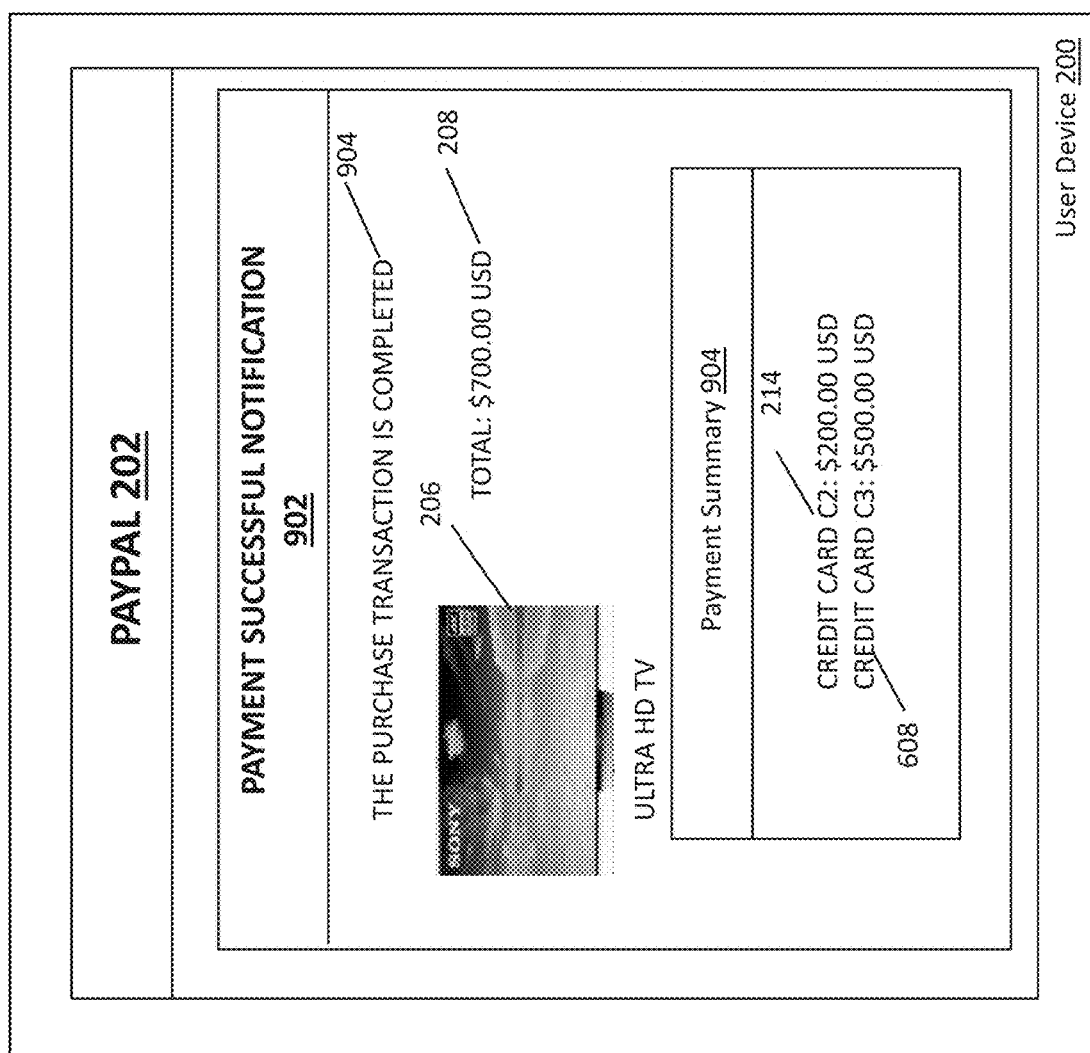 PAYPAL 202
PAYMENT SUCCESSFUL NOTIFICATION
902
THE PURCHASE TRANSACTION IS COMPLETED
904
206
TOTAL: $700.00 USD
208
SONY
ULTRA HD TV
Payment Summary 904
214
CREDIT CARD C2: $200.00 USD
CREDIT CARD C3: $500.00 USD
608
User Device 200